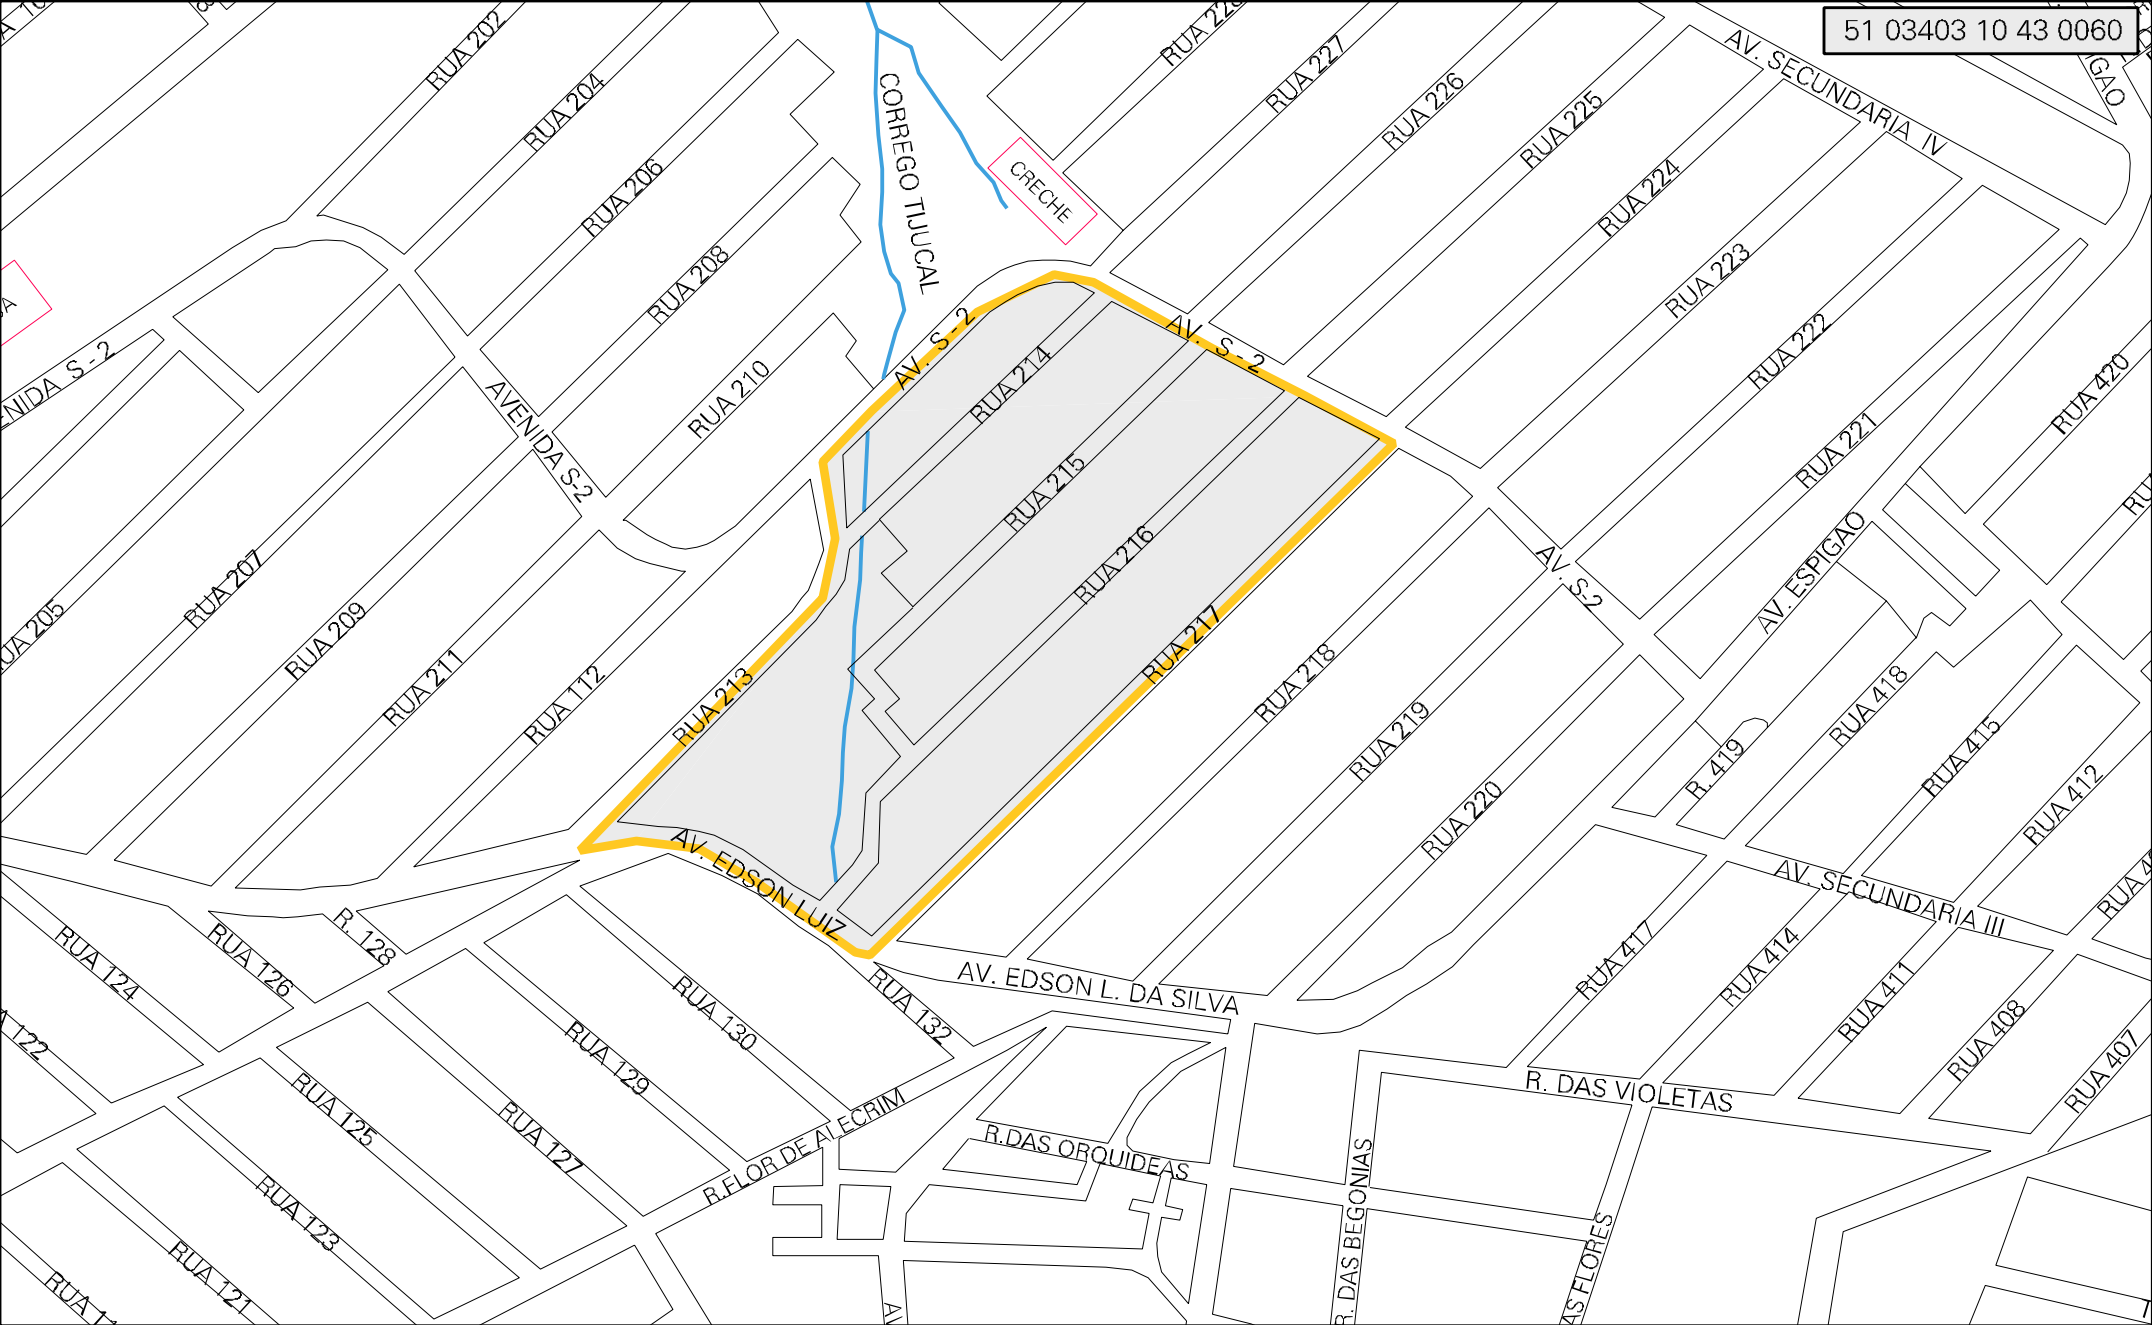 51 03403 10 43 0060
RUA 202
RUA 204
RUA 206
RUA 208
RUA 210
CORREGO TIJUCAL
CRECHE
RUA 227
RUA 226
RUA 225
RUA 224
RUA 223
RUA 222
RUA 221
AV. SECUNDARIA IV
RUA 420
AV. S - 2
AV. S - 2
AVENIDA S-2
AV. S-2
ENIDA S - 2
RUA 214
RUA 215
RUA 216
RUA 217
RUA 218
RUA 219
RUA 220
RUA 213
RUA 112
RUA 211
RUA 209
RUA 207
UA 205
AV. ESPIGAO
IGAO
RUA 418
R. 419
RUA 415
RUA 412
AV. SECUNDARIA III
RUA 417
RUA 414
RUA 411
RUA 408
RUA 407
AV. EDSON LUIZ
AV. EDSON L. DA SILVA
RUA 132
R. 128
RUA 126
RUA 124
A 122
RUA 130
RUA 129
RUA 127
RUA 125
RUA 123
RUA 121
R.FLOR DE ALECRIM
R.DAS ORQUIDEAS
R. DAS VIOLETAS
R. DAS BEGONIAS
AS FLORES